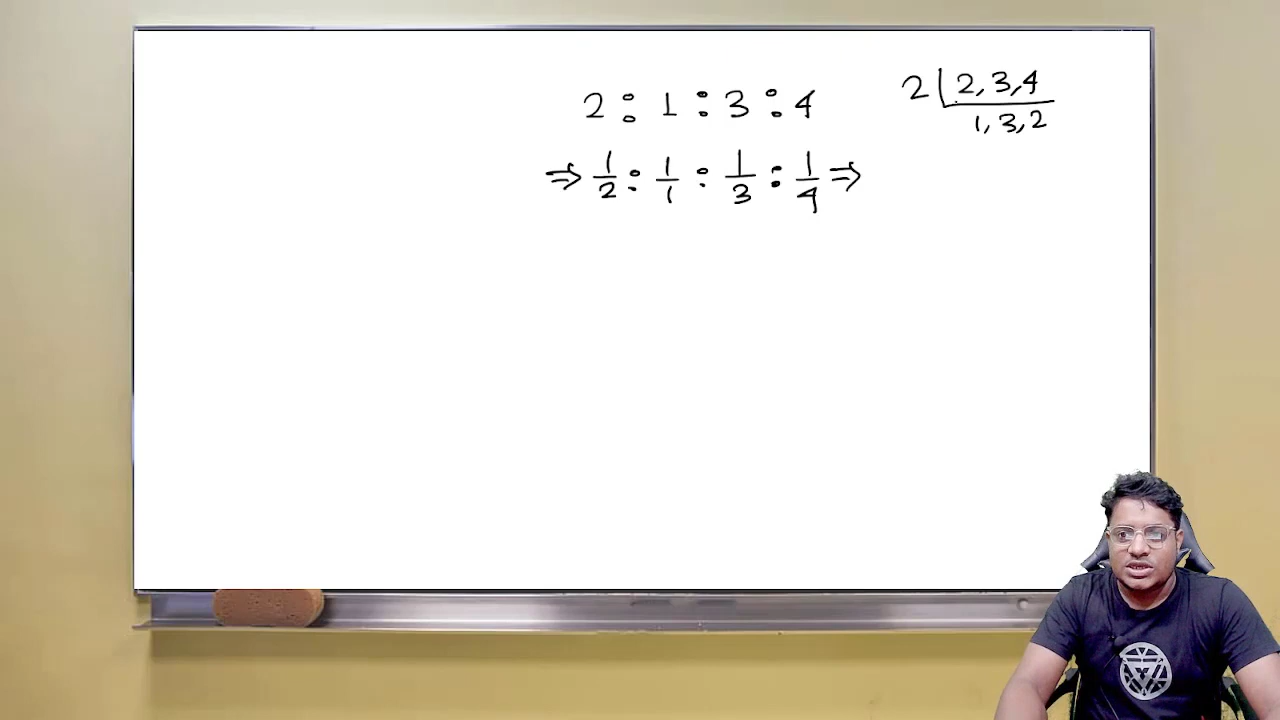 2 : 1 : 3 : 4
⇒ 1/2 : 1/1 : 1/3 : 1/4 ⇒
2 | 2, 3, 4
1, 3, 2